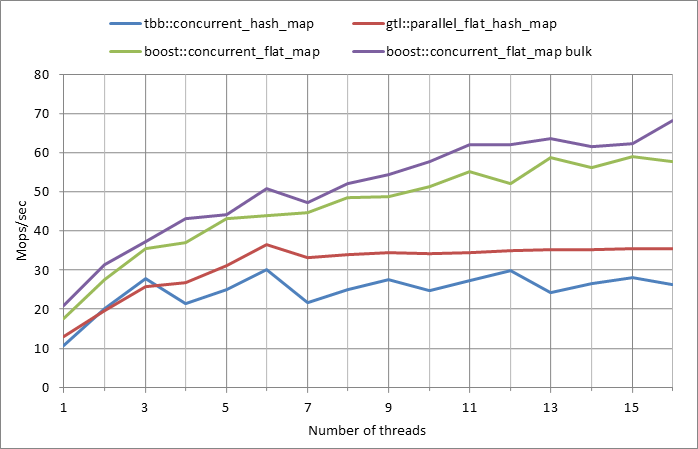 tbb::concurrent_hash_map gtl::parallel_flat_hash_map
boost::concurrent_flat_map boost::concurrent_flat_map bulk
80
70
60
50
40
30
20
10
0
Mops/sec
1 3 5 7 9 11 13 15
Number of threads